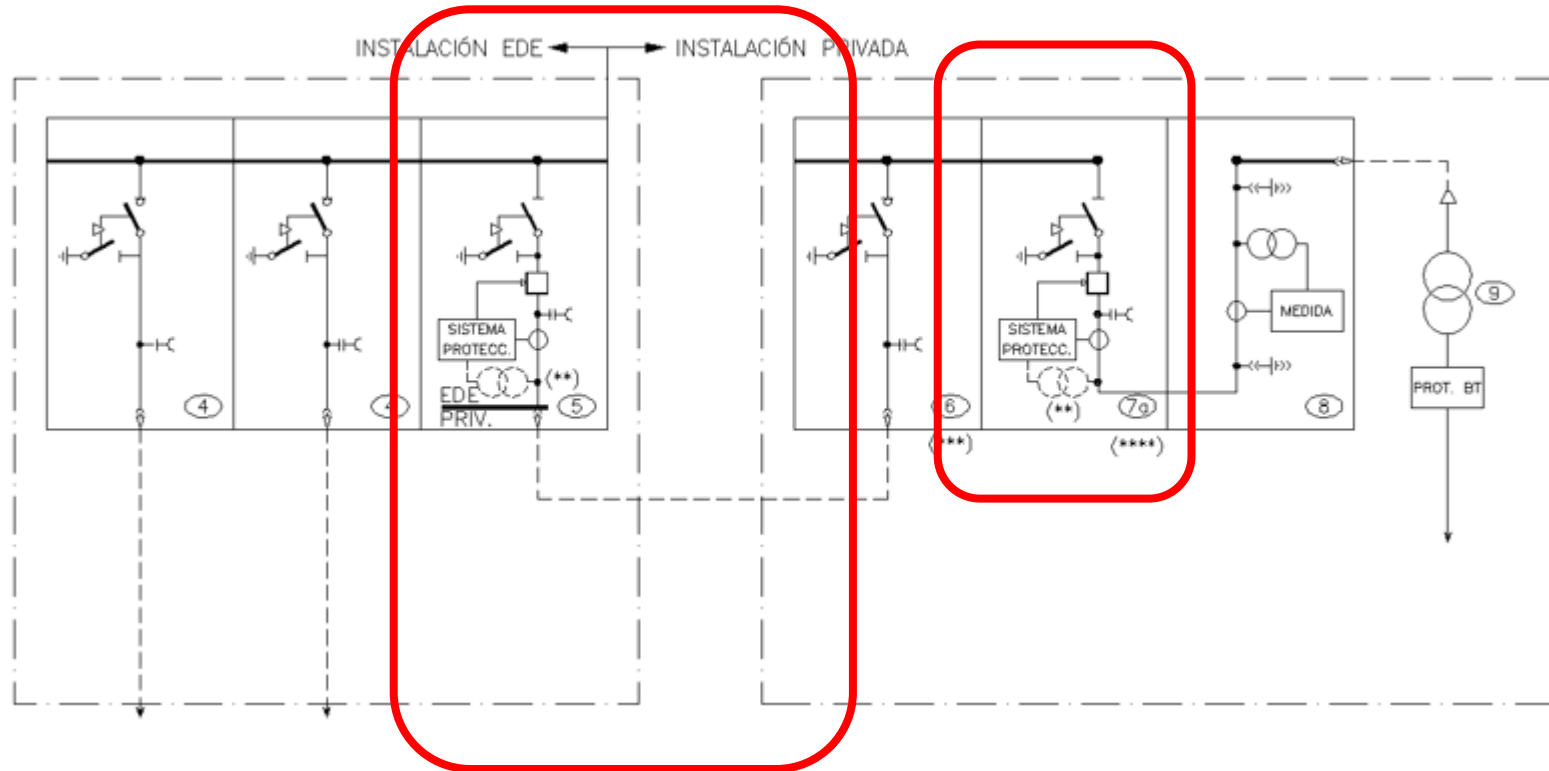 INSTALACIÓN EDE
INSTALACIÓN PRIVADA
4
4
SISTEMA
PROTECC.
(**)
EDE
PRIV.
5
6
(***)
SISTEMA
PROTECC.
(**)
7a
(****)
MEDIDA
8
9
PROT. BT